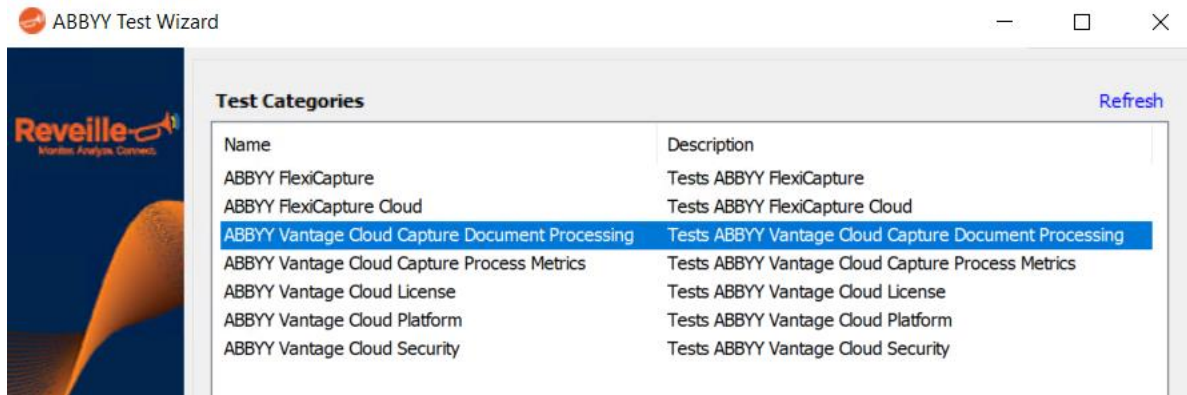 ABBYY Test Wizard
Reveille
Monitor. Analyze. Connect.
Test Categories Refresh
Name Description
ABBYY FlexiCapture Tests ABBYY FlexiCapture
ABBYY FlexiCapture Cloud Tests ABBYY FlexiCapture Cloud
ABBYY Vantage Cloud Capture Document Processing Tests ABBYY Vantage Cloud Capture Document Processing
ABBYY Vantage Cloud Capture Process Metrics Tests ABBYY Vantage Cloud Capture Process Metrics
ABBYY Vantage Cloud License Tests ABBYY Vantage Cloud License
ABBYY Vantage Cloud Platform Tests ABBYY Vantage Cloud Platform
ABBYY Vantage Cloud Security Tests ABBYY Vantage Cloud Security